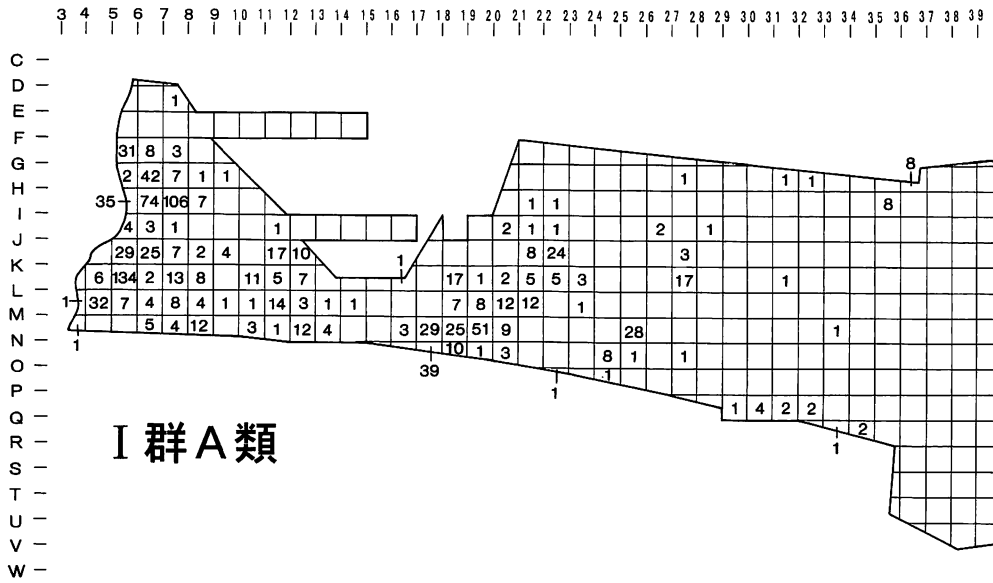 3 4 5 6 7 8 9 10 11 12 13 14 15 16 17 18 19 20 21 22 23 24 25 26 27 28 29 30 31 32 33 34 35 36 37 38 39
C
D
1
E
F
31 8 3
G
8
2 42 7 1 1 1 1 1
H
35 74 106 7 1 1 8
I
4 3 1 1 2 1 1 2 1
J
29 25 7 2 4 17 10 1 8 24 3
K
6 134 2 13 8 11 5 7 17 1 2 5 5 3 17 1
L
1 32 7 4 8 4 1 1 14 3 1 1 7 8 12 12 1
M
5 4 12 3 1 12 4 3 29 25 51 9 28 1
N
1 10 1 3 8 1 1
O
39 1
P
1
1 4 2 2
Q
2
R
1
S
T
U
V
W
I 群A類